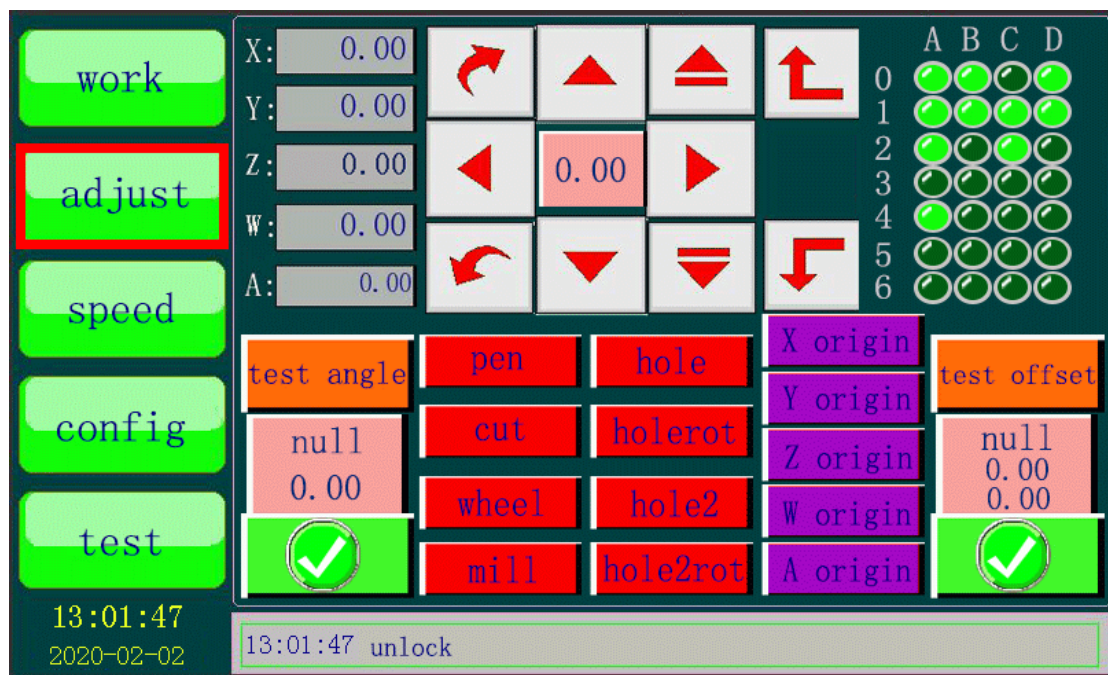 work
adjust
speed
config
test
13:01:47
2020-02-02
X: 0.00
Y: 0.00
Z: 0.00
W: 0.00
A: 0.00
0.00
A B C D
0
1
2
3
4
5
6
test angle
null
0.00
pen
cut
wheel
mill
hole
holerot
hole2
hole2rot
X origin
Y origin
Z origin
W origin
A origin
test offset
null
0.00
0.00
13:01:47 unlock